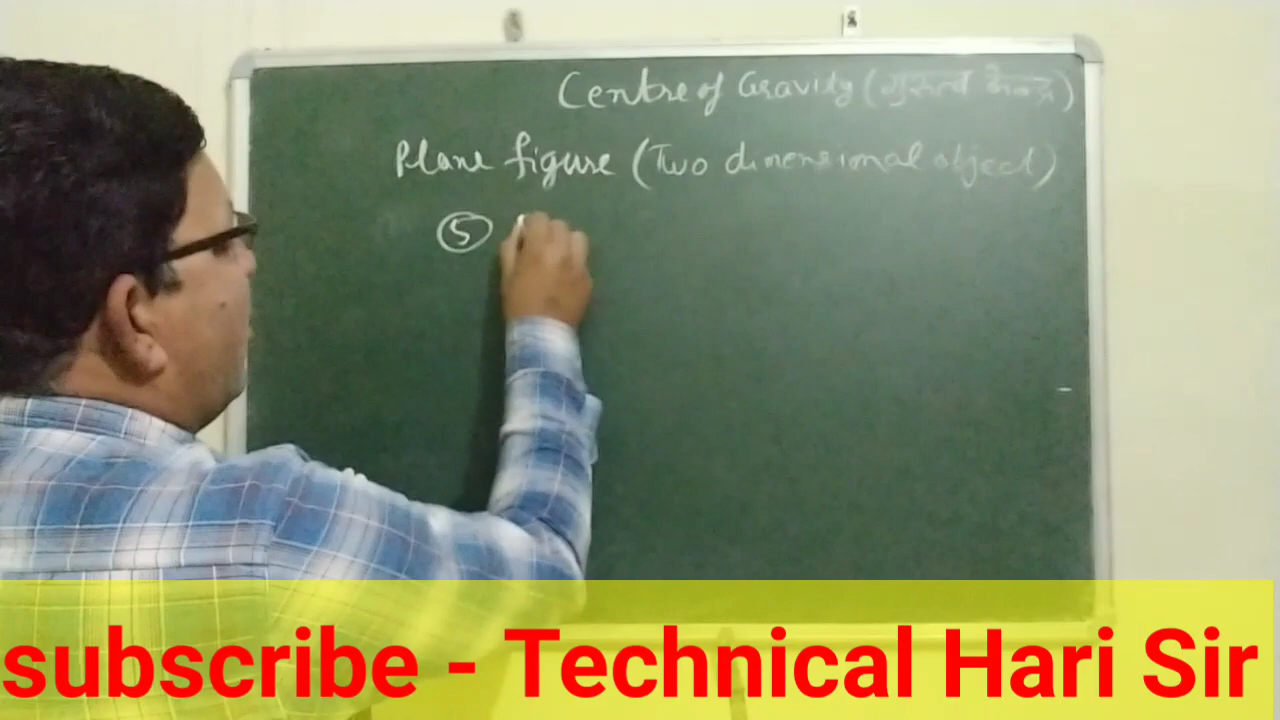 Centre of Gravity (गुरुत्व केन्द्र)
Plane figure (Two dimensional object)
5
subscribe - Technical Hari Sir